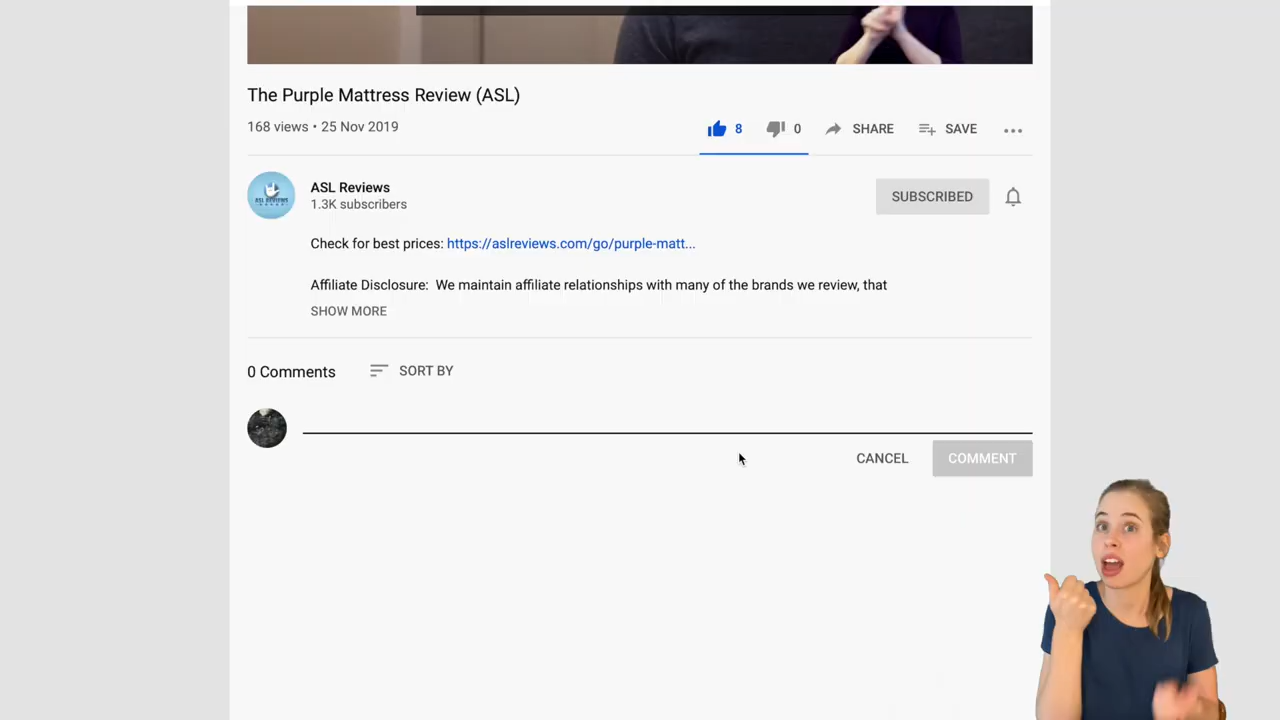 The Purple Mattress Review (ASL)
168 views • 25 Nov 2019
8
0
SHARE
SAVE
ASL REVIEWS
ASL Reviews
1.3K subscribers
SUBSCRIBED
Check for best prices: https://aslreviews.com/go/purple-matt...
Affiliate Disclosure:  We maintain affiliate relationships with many of the brands we review, that
SHOW MORE
0 Comments
SORT BY
CANCEL
COMMENT